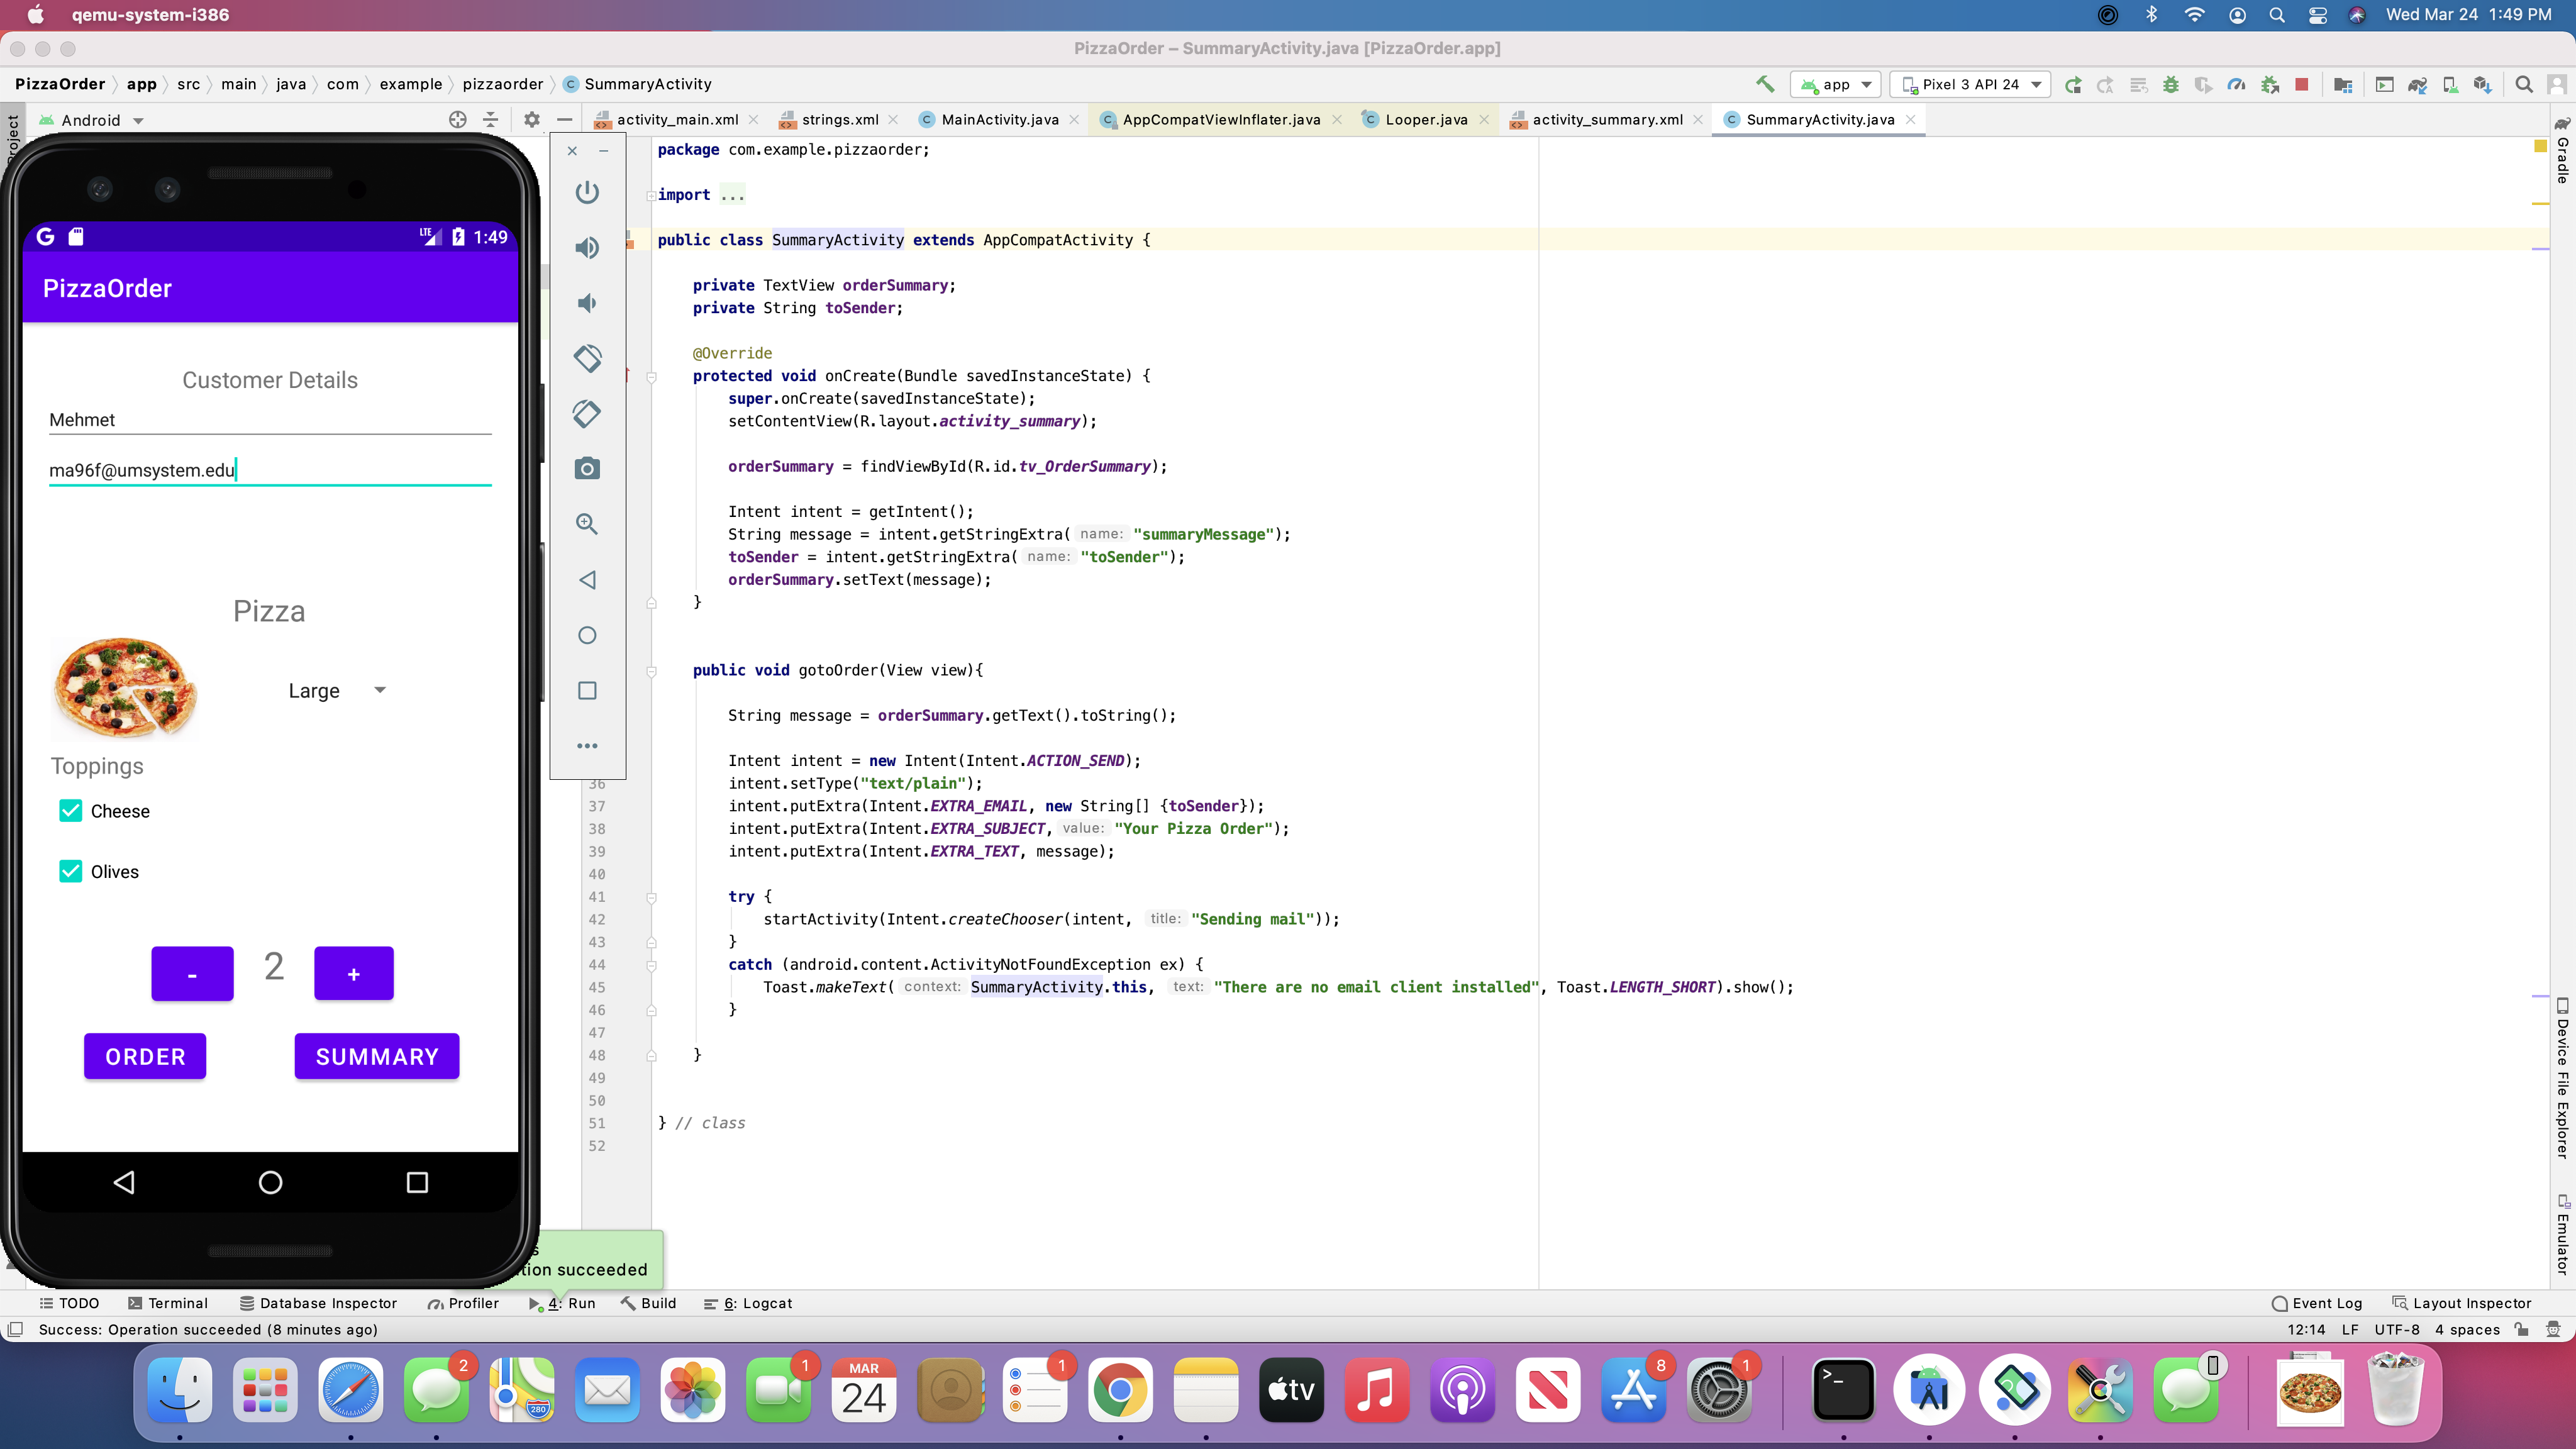 qemu-system-i386
Wed Mar 24 1:49 PM
PizzaOrder – SummaryActivity.java [PizzaOrder.app]
PizzaOrder app src main java com example pizzaorder SummaryActivity
app
Pixel 3 API 24
Android
activity_main.xml
strings.xml
MainActivity.java
AppCompatViewInflater.java
Looper.java
activity_summary.xml
SummaryActivity.java
Gradle
Device File Explorer
Emulator
1:49
LTE
PizzaOrder
Customer Details
Mehmet
ma96f@umsystem.edu
Pizza
Large
Toppings
Cheese
Olives
-
2
+
ORDER
SUMMARY
package com.example.pizzaorder;
import ...
public class SummaryActivity extends AppCompatActivity {
private TextView orderSummary;
private String toSender;
@Override
protected void onCreate(Bundle savedInstanceState) {
super.onCreate(savedInstanceState);
setContentView(R.layout.activity_summary);
orderSummary = findViewById(R.id.tv_OrderSummary);
Intent intent = getIntent();
String message = intent.getStringExtra( name: "summaryMessage");
toSender = intent.getStringExtra( name: "toSender");
orderSummary.setText(message);
}
public void gotoOrder(View view){
String message = orderSummary.getText().toString();
Intent intent = new Intent(Intent.ACTION_SEND);
36 intent.setType("text/plain");
37 intent.putExtra(Intent.EXTRA_EMAIL, new String[] {toSender});
38 intent.putExtra(Intent.EXTRA_SUBJECT, value: "Your Pizza Order");
39 intent.putExtra(Intent.EXTRA_TEXT, message);
40
41 try {
42 startActivity(Intent.createChooser(intent, title: "Sending mail"));
43 }
44 catch (android.content.ActivityNotFoundException ex) {
45 Toast.makeText( context: SummaryActivity.this, text: "There are no email client installed", Toast.LENGTH_SHORT).show();
46 }
47
48 }
49
50
51 } // class
52
succeeded
TODO Terminal Database Inspector Profiler 4: Run Build 6: Logcat
Event Log Layout Inspector
Success: Operation succeeded (8 minutes ago)
12:14 LF UTF-8 4 spaces
2
280
1
MAR
24
1
tv
8
1